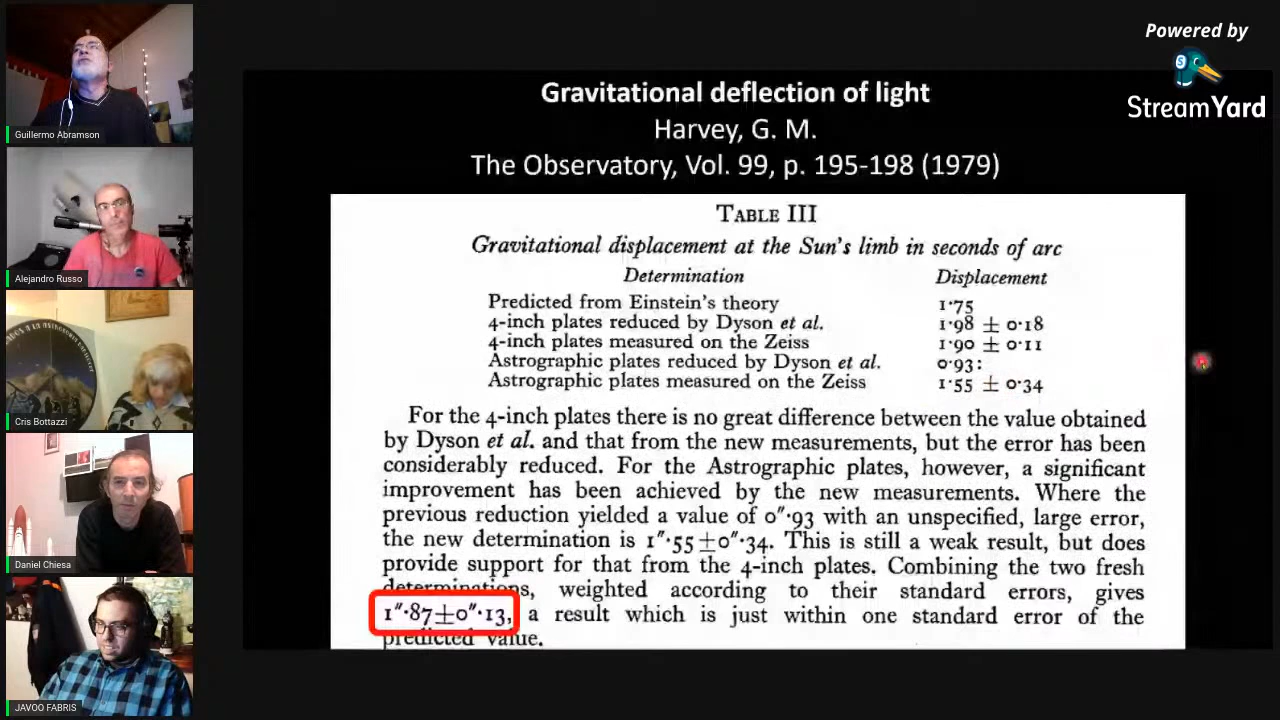 Powered by
StreamYard
Guillermo Abramson
Alejandro Russo
Cris Bottazzi
Daniel Chiesa
JAVOO FABRIS
Gravitational deflection of light
Harvey, G. M.
The Observatory, Vol. 99, p. 195-198 (1979)
TABLE III
Gravitational displacement at the Sun's limb in seconds of arc
Determination Displacement
Predicted from Einstein's theory 1·75
4-inch plates reduced by Dyson et al. 1·98 ± 0·18
4-inch plates measured on the Zeiss 1·90 ± 0·11
Astrographic plates reduced by Dyson et al. 0·93:
Astrographic plates measured on the Zeiss 1·55 ± 0·34
For the 4-inch plates there is no great difference between the value obtained
by Dyson et al. and that from the new measurements, but the error has been
considerably reduced. For the Astrographic plates, however, a significant
improvement has been achieved by the new measurements. Where the
previous reduction yielded a value of 0″·93 with an unspecified, large error,
the new determination is 1″·55±0″·34. This is still a weak result, but does
provide support for that from the 4-inch plates. Combining the two fresh
determinations, weighted according to their standard errors, gives
1″·87±0″·13, a result which is just within one standard error of the
predicted value.